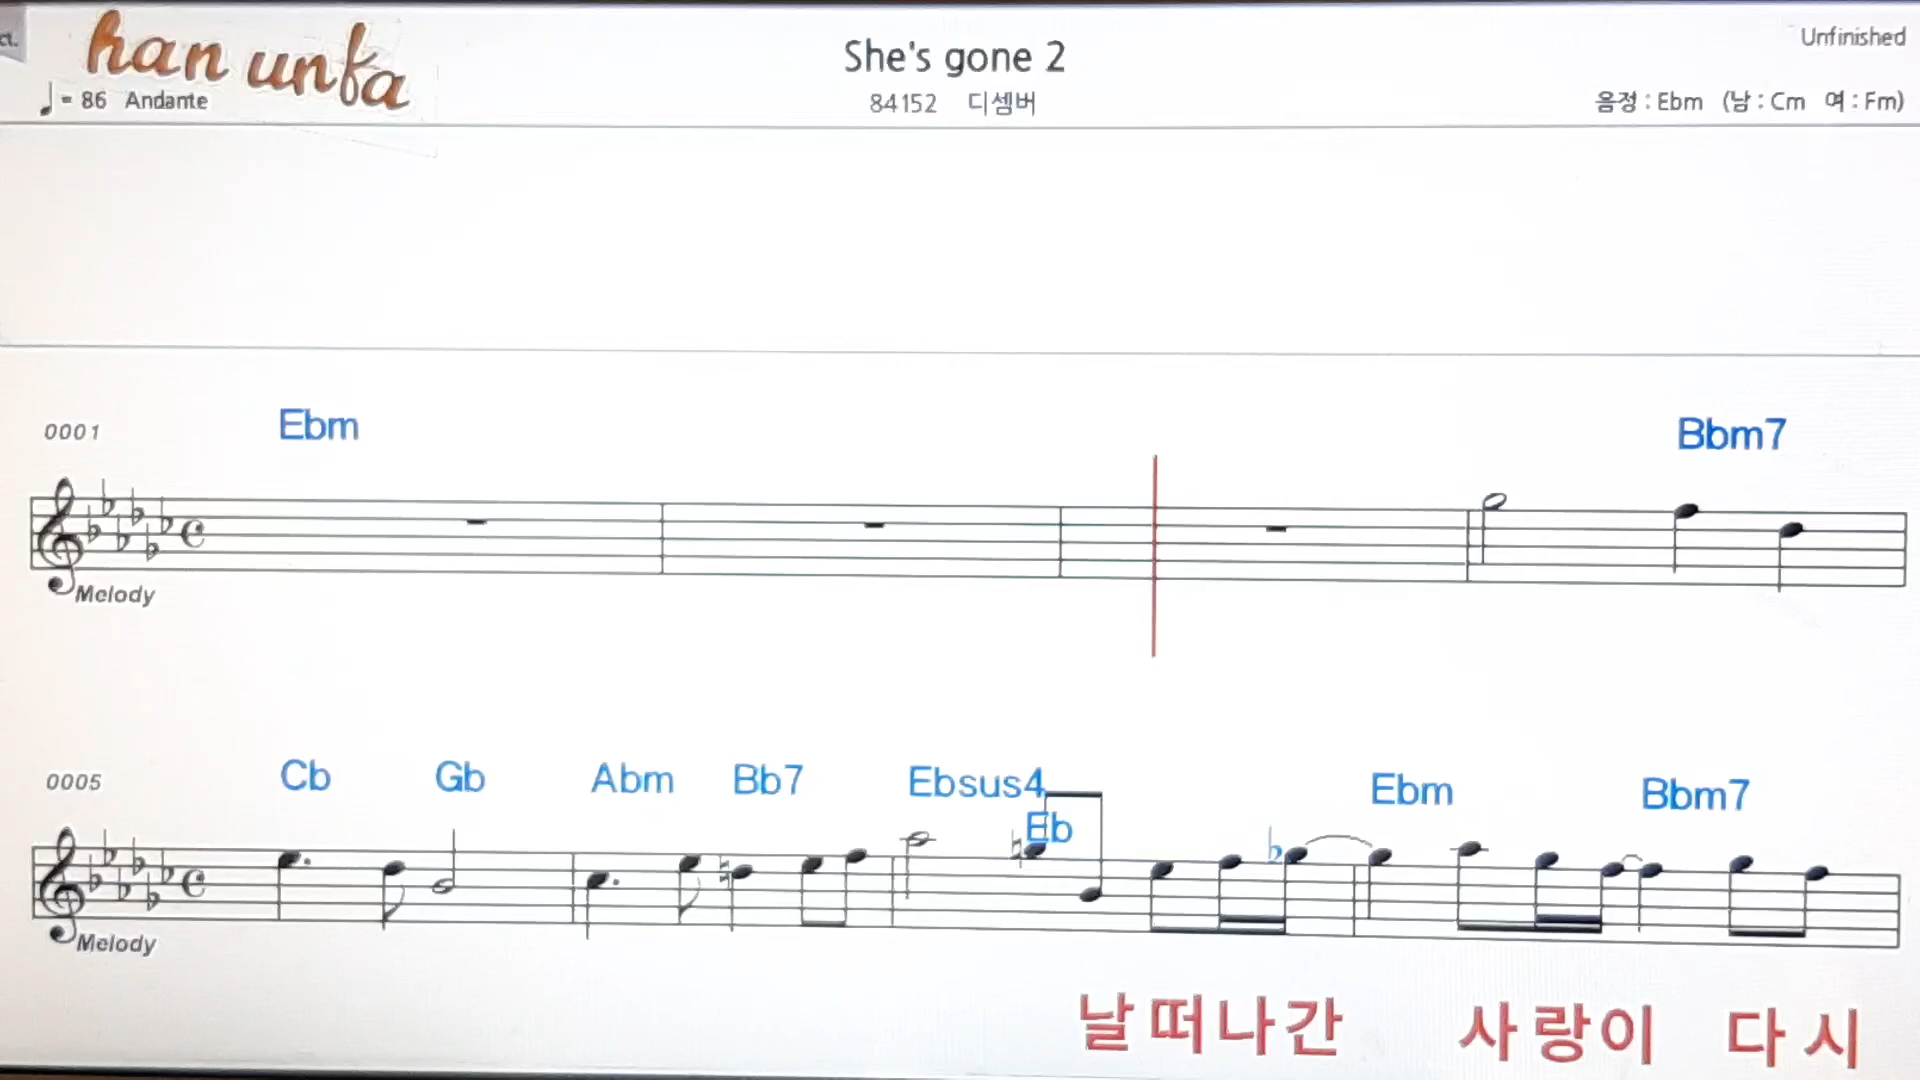 ct.
han unfa
She's gone 2
Unfinished
♩= 86 Andante
84152 디셈버
음정 : Ebm (남 : Cm 여 : Fm)
0001 Ebm Bbm7
Melody
0005 Cb Gb Abm Bb7 Ebsus4 Eb Ebm Bbm7
Melody
날 떠나간 사랑이 다시